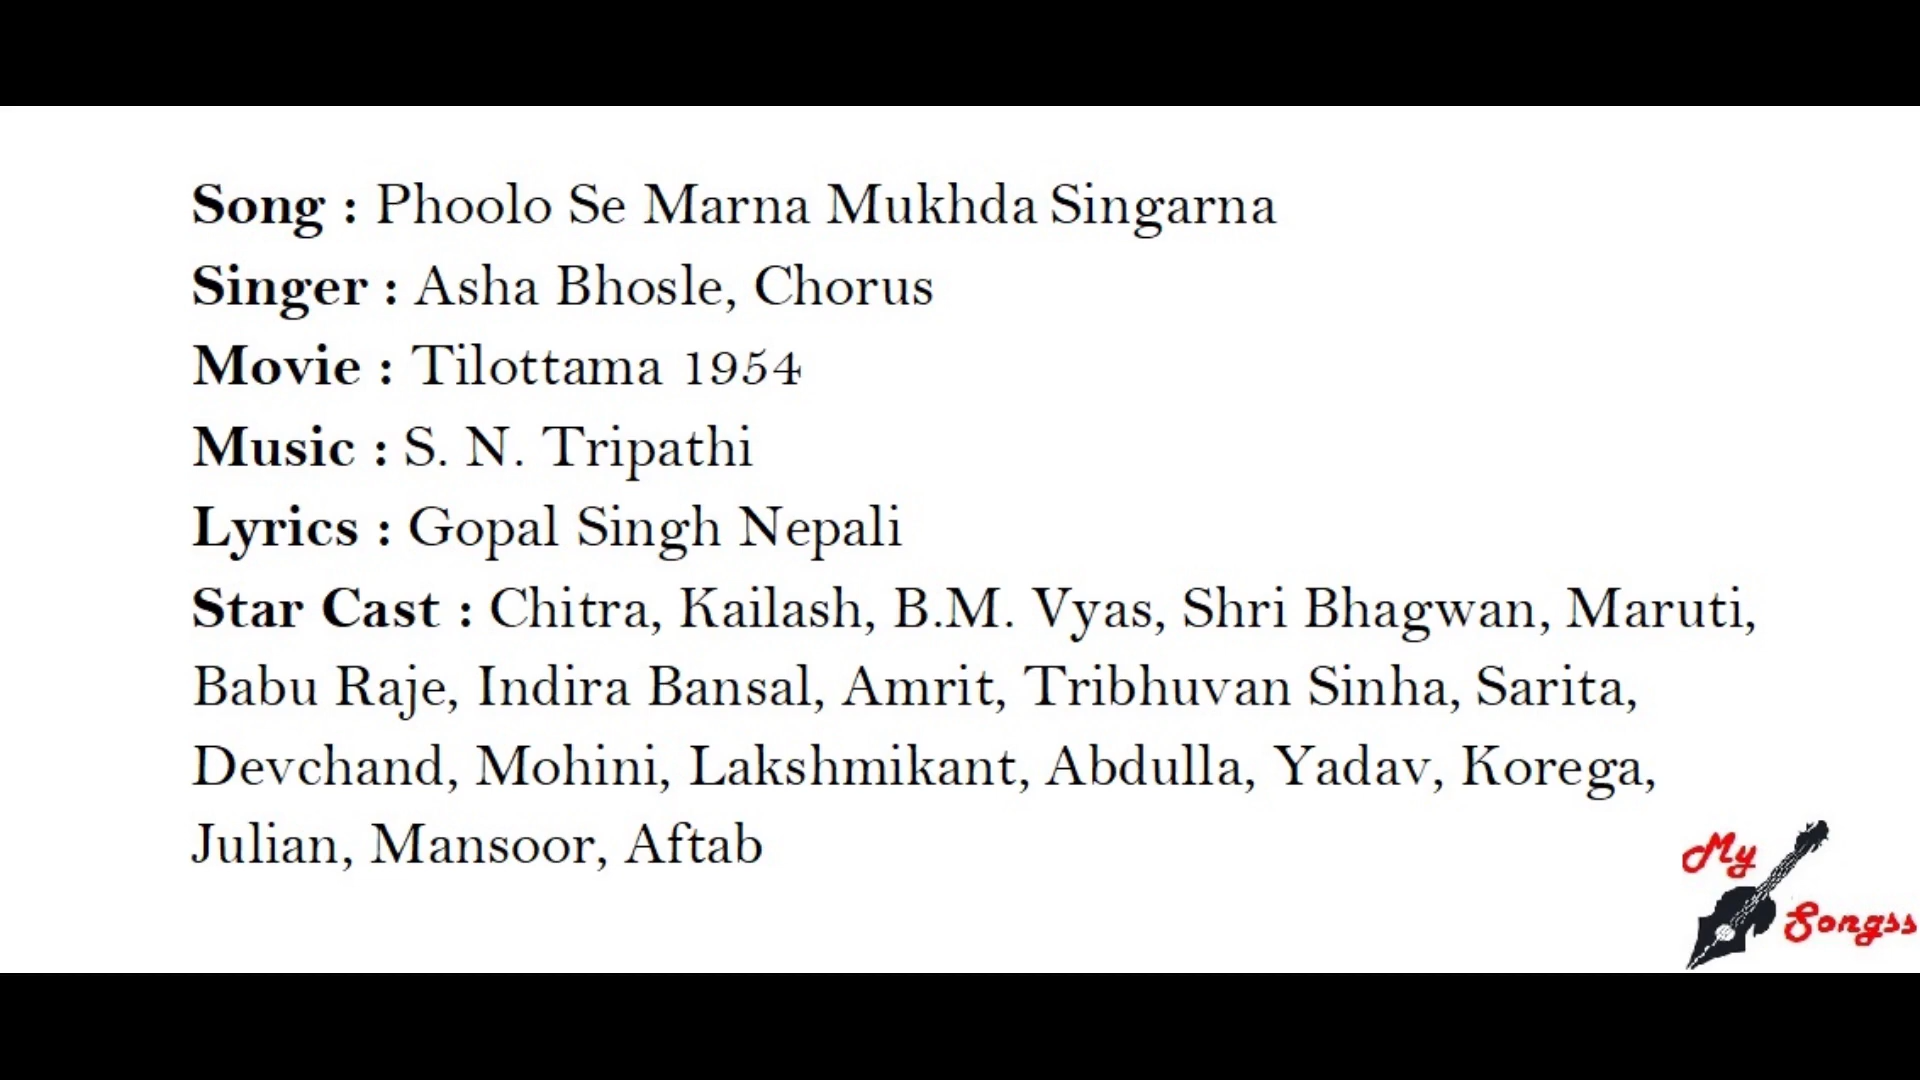 Song : Phoolo Se Marna Mukhda Singarna
Singer : Asha Bhosle, Chorus
Movie : Tilottama 1954
Music : S. N. Tripathi
Lyrics : Gopal Singh Nepali
Star Cast : Chitra, Kailash, B.M. Vyas, Shri Bhagwan, Maruti,
Babu Raje, Indira Bansal, Amrit, Tribhuvan Sinha, Sarita,
Devchand, Mohini, Lakshmikant, Abdulla, Yadav, Korega,
Julian, Mansoor, Aftab
My
Songss